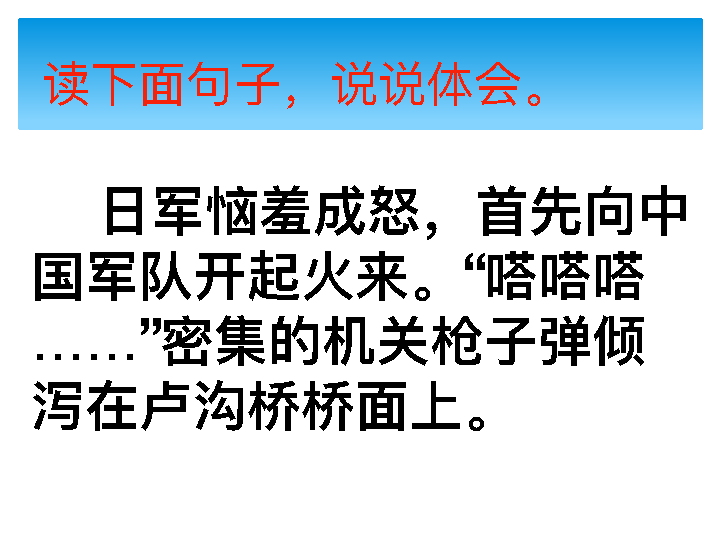 读下面句子，说说体会。
日军恼羞成怒，首先向中
国军队开起火来。“嗒嗒嗒
……”密集的机关枪子弹倾
泻在卢沟桥桥面上。